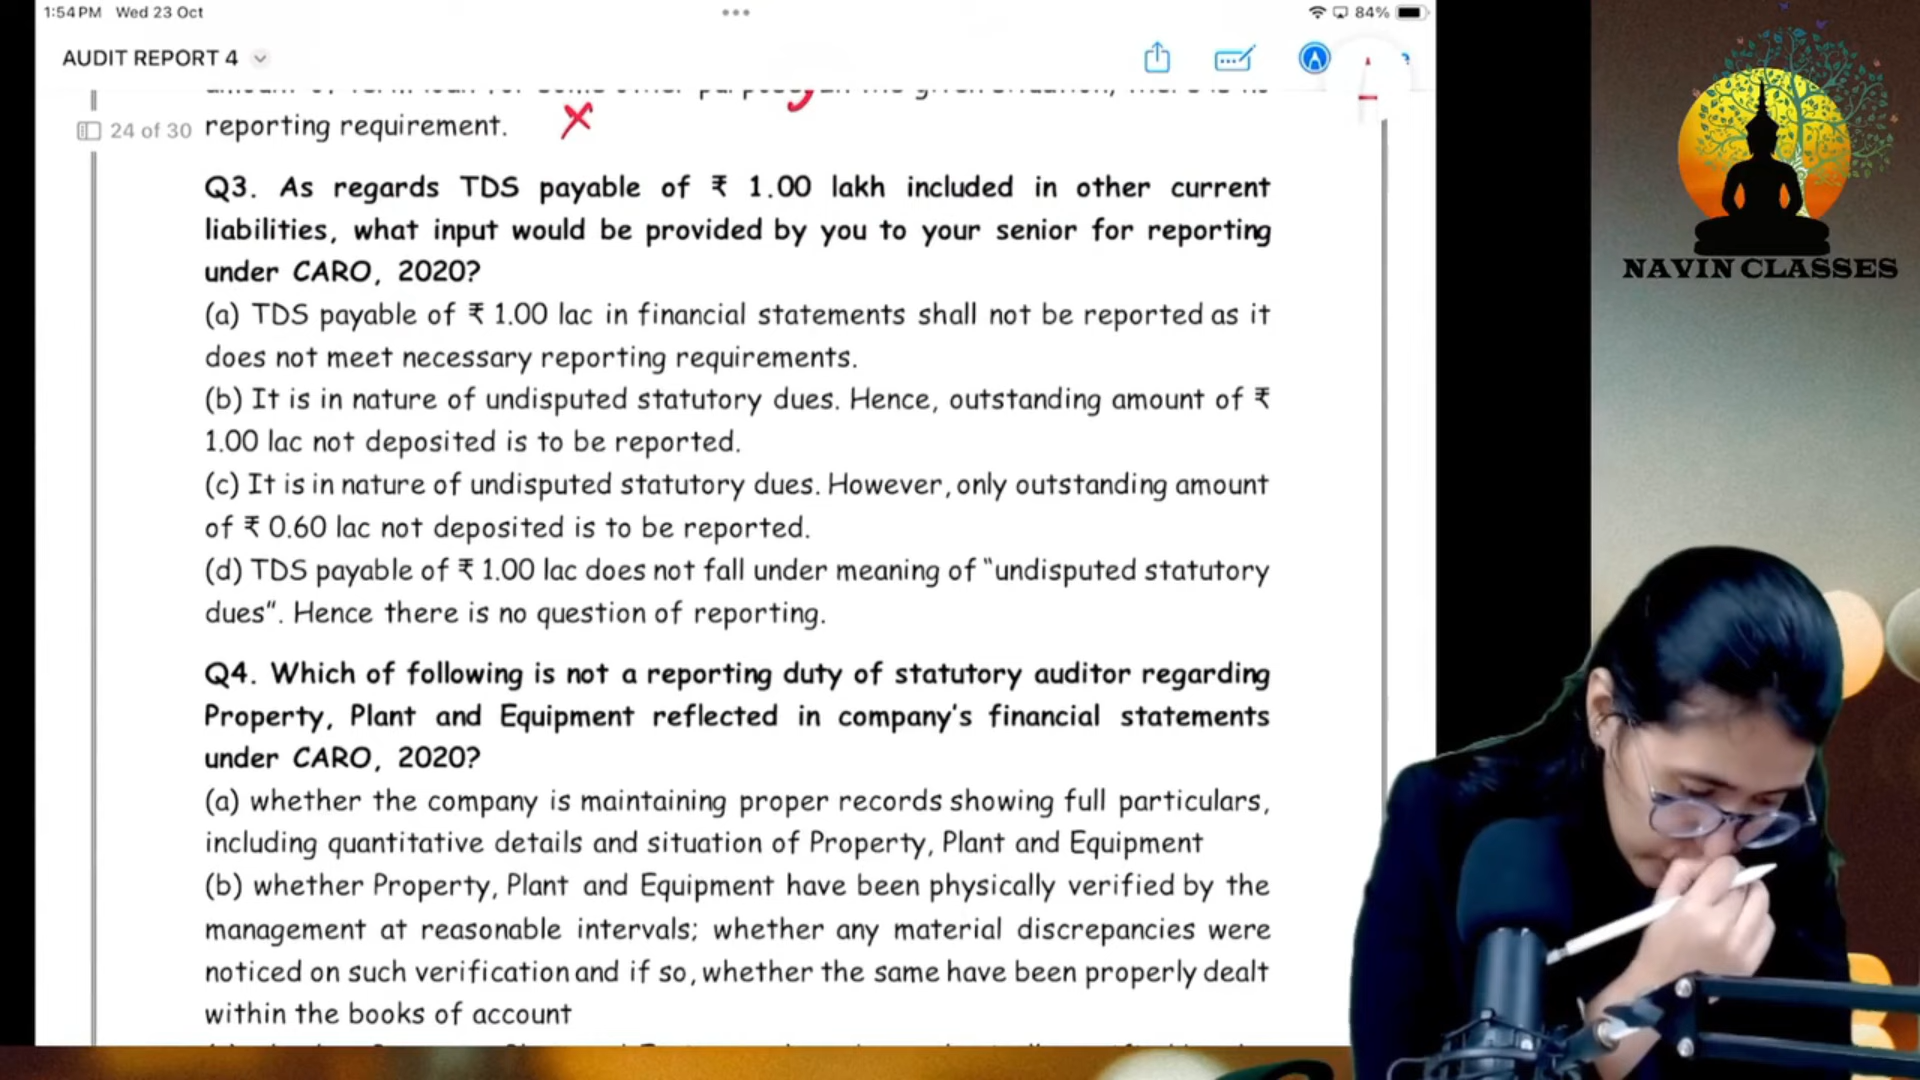 1:54 PM Wed 23 Oct
84%
AUDIT REPORT 4
24 of 30
reporting requirement.
Q3. As regards TDS payable of ₹ 1.00 lakh included in other current
liabilities, what input would be provided by you to your senior for reporting
under CARO, 2020?
(a) TDS payable of ₹ 1.00 lac in financial statements shall not be reported as it
does not meet necessary reporting requirements.
(b) It is in nature of undisputed statutory dues. Hence, outstanding amount of ₹
1.00 lac not deposited is to be reported.
(c) It is in nature of undisputed statutory dues. However, only outstanding amount
of ₹ 0.60 lac not deposited is to be reported.
(d) TDS payable of ₹ 1.00 lac does not fall under meaning of "undisputed statutory
dues". Hence there is no question of reporting.
Q4. Which of following is not a reporting duty of statutory auditor regarding
Property, Plant and Equipment reflected in company's financial statements
under CARO, 2020?
(a) whether the company is maintaining proper records showing full particulars,
including quantitative details and situation of Property, Plant and Equipment
(b) whether Property, Plant and Equipment have been physically verified by the
management at reasonable intervals; whether any material discrepancies were
noticed on such verification and if so, whether the same have been properly dealt
within the books of account
NAVIN CLASSES